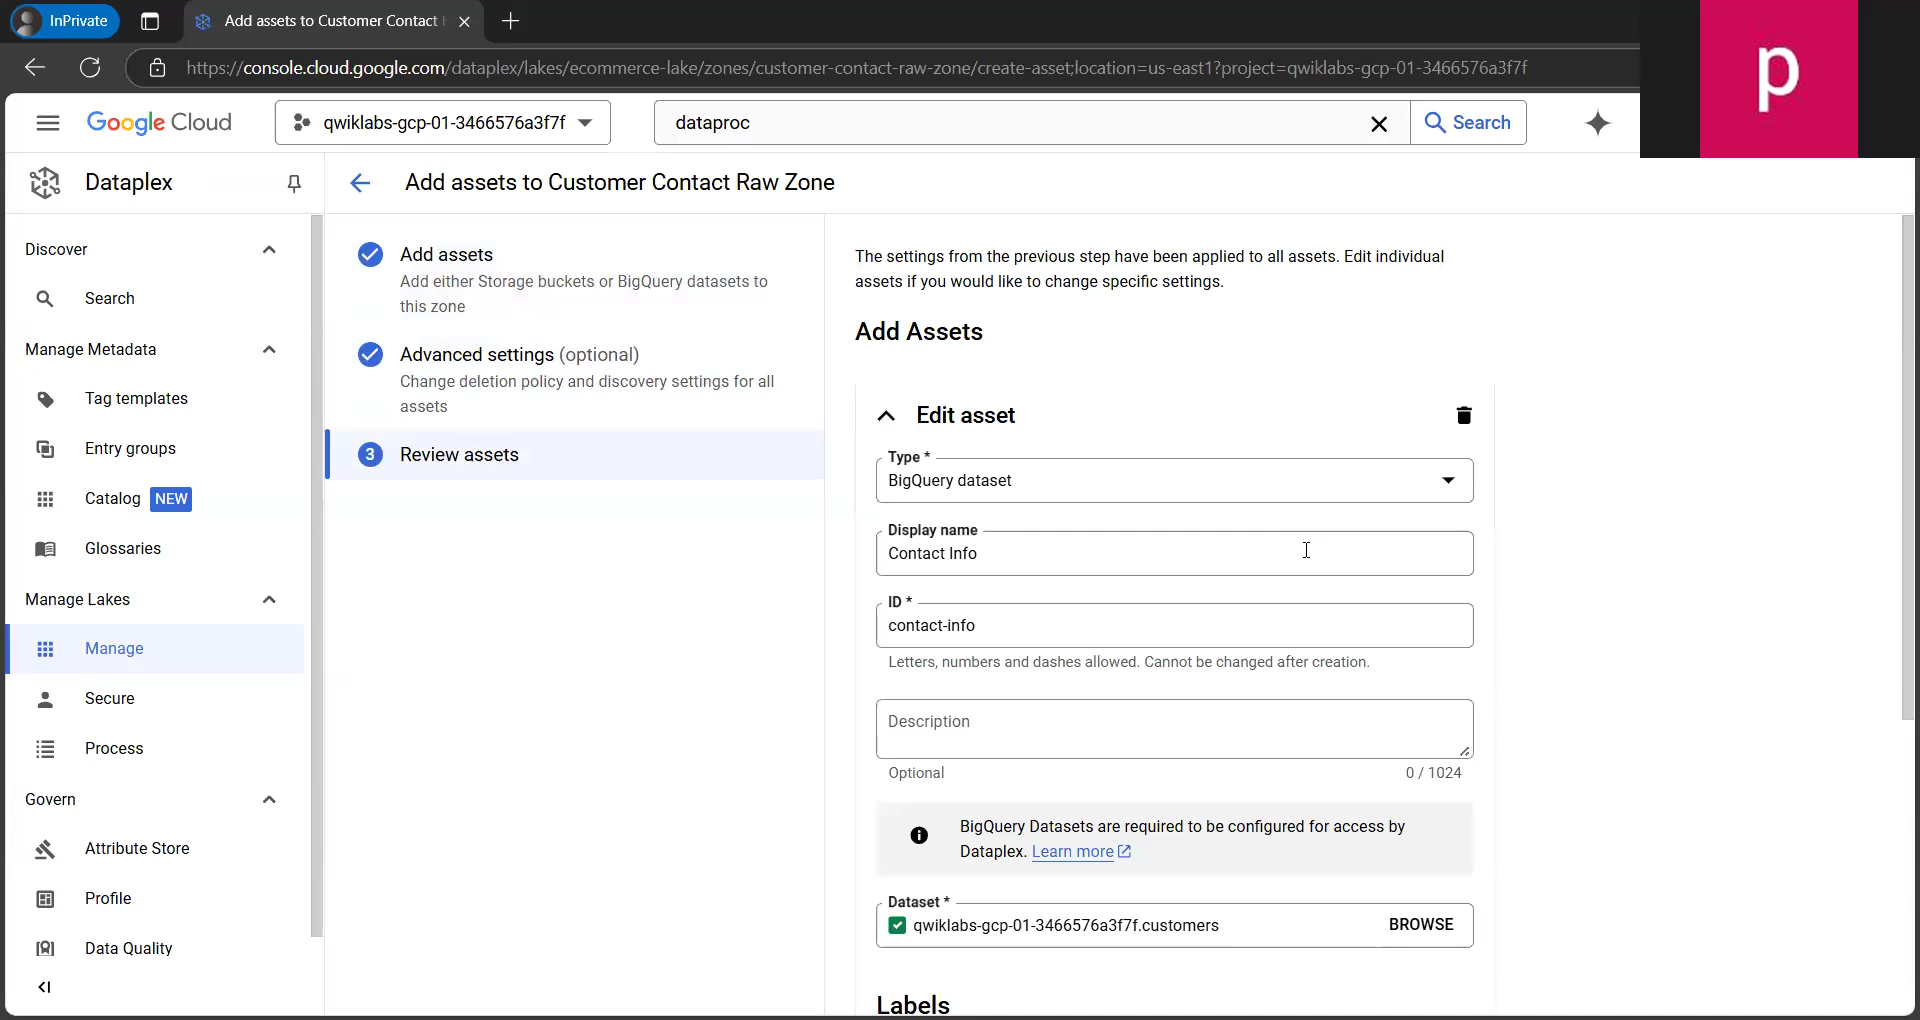 InPrivate
Add assets to Customer Contact
https://console.cloud.google.com/dataplex/lakes/ecommerce-lake/zones/customer-contact-raw-zone/create-asset;location=us-east1?project=qwiklabs-gcp-01-3466576a3f7f
p
Google Cloud
qwiklabs-gcp-01-3466576a3f7f
dataproc
Search
Dataplex
Add assets to Customer Contact Raw Zone
Discover
Search
Manage Metadata
Tag templates
Entry groups
Catalog NEW
Glossaries
Manage Lakes
Manage
Secure
Process
Govern
Attribute Store
Profile
Data Quality
Add assets
Add either Storage buckets or BigQuery datasets to
this zone
Advanced settings (optional)
Change deletion policy and discovery settings for all
assets
3 Review assets
The settings from the previous step have been applied to all assets. Edit individual
assets if you would like to change specific settings.
Add Assets
Edit asset
Type *
BigQuery dataset
Display name
Contact Info
ID *
contact-info
Letters, numbers and dashes allowed. Cannot be changed after creation.
Description
Optional
0 / 1024
BigQuery Datasets are required to be configured for access by
Dataplex. Learn more
Dataset *
qwiklabs-gcp-01-3466576a3f7f.customers
BROWSE
Labels